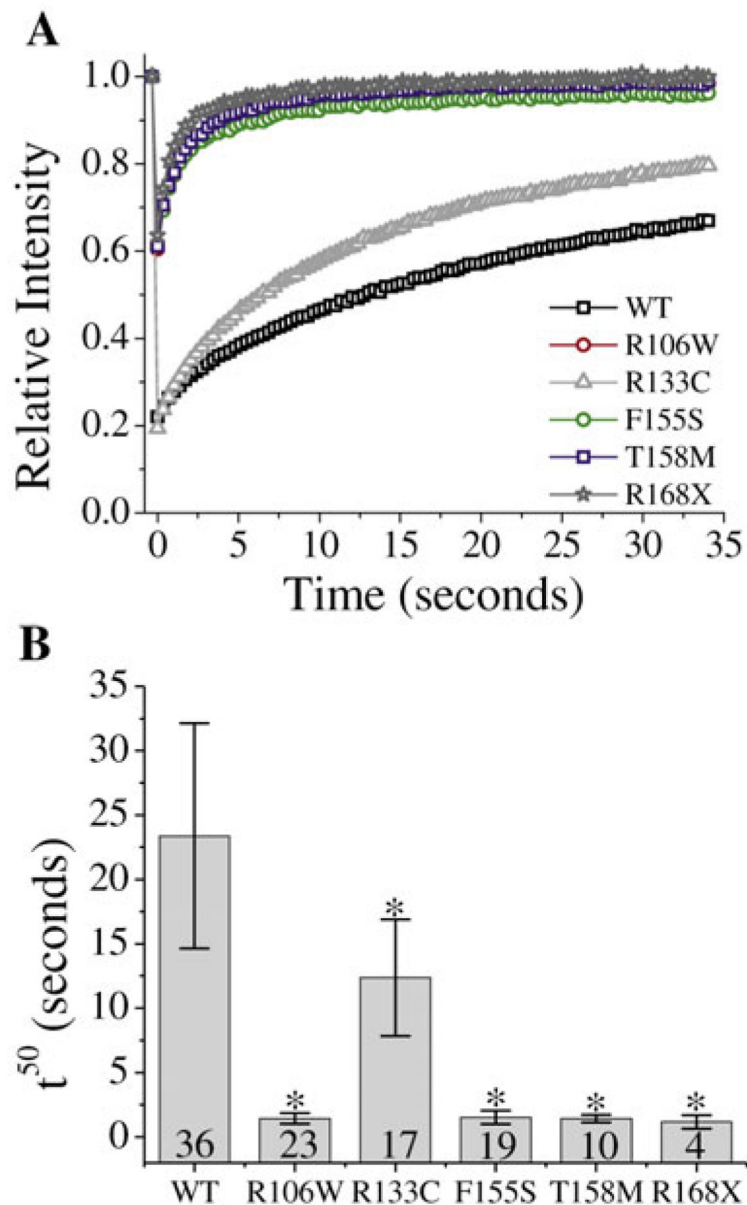 A
Relative Intensity
1.0
0.8
0.6
0.4
0.2
0.0
WT
R106W
R133C
F155S
T158M
R168X
0 5 10 15 20 25 30 35
Time (seconds)
B
t⁵⁰ (seconds)
35
30
25
20
15
10
5
0
* * * * *
36 23 17 19 10 4
WT R106W R133C F155S T158M R168X